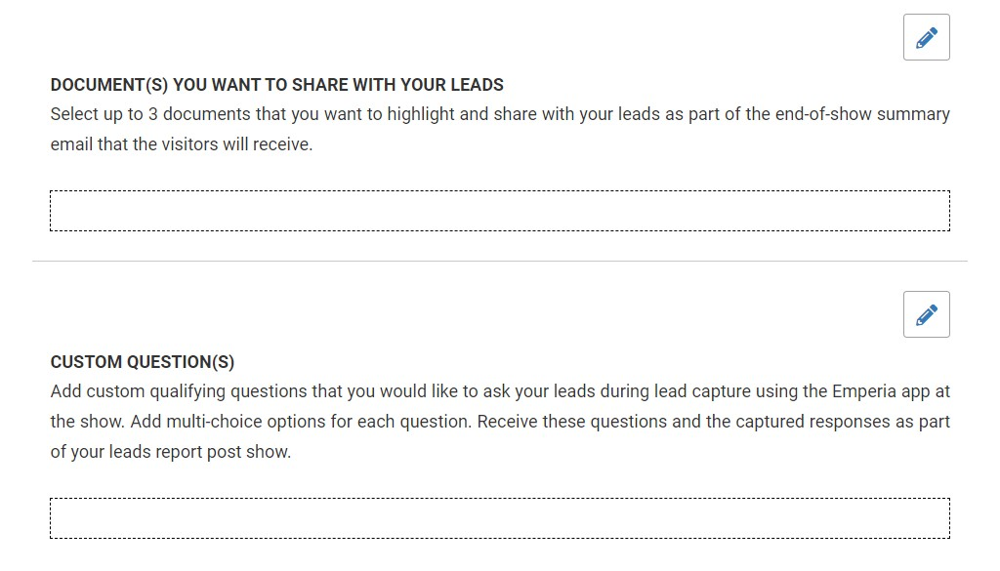 DOCUMENT(S) YOU WANT TO SHARE WITH YOUR LEADS
Select up to 3 documents that you want to highlight and share with your leads as part of the end-of-show summary
email that the visitors will receive.
CUSTOM QUESTION(S)
Add custom qualifying questions that you would like to ask your leads during lead capture using the Emperia app at
the show. Add multi-choice options for each question. Receive these questions and the captured responses as part
of your leads report post show.